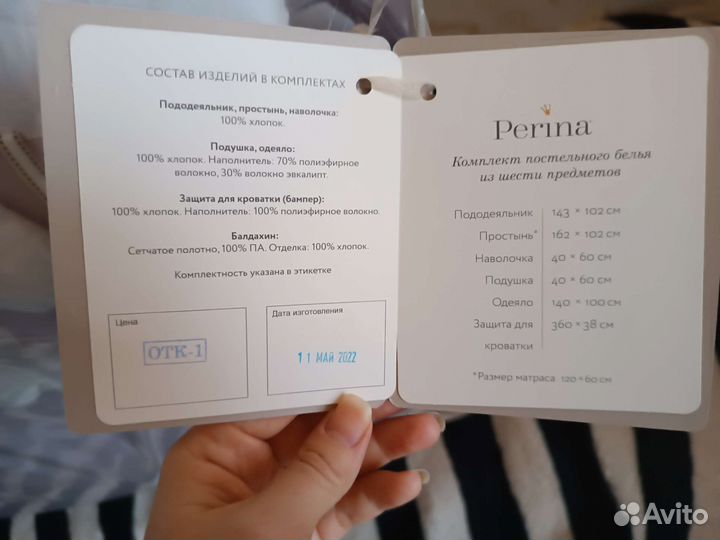 СОСТАВ ИЗДЕЛИЙ В КОМПЛЕКТАХ
Пододеяльник, простынь, наволочка:
100% хлопок.
Подушка, одеяло:
100% хлопок. Наполнитель: 70% полиэфирное
волокно, 30% волокно эвкалипт.
Защита для кроватки (бампер):
100% хлопок. Наполнитель: 100% полиэфирное волокно.
Балдахин:
Сетчатое полотно, 100% ПА. Отделка: 100% хлопок.
Комплектность указана в этикетке
Цена
ОТК-1
Дата изготовления
11 МАЙ 2022
Perina
Комплект постельного белья
из шести предметов
Пододеяльник 143 × 102 см
Простынь* 162 × 102 см
Наволочка 40 × 60 см
Подушка 40 × 60 см
Одеяло 140 × 100 см
Защита для 360 × 38 см
кроватки
*Размер матраса 120 × 60 см
Avito